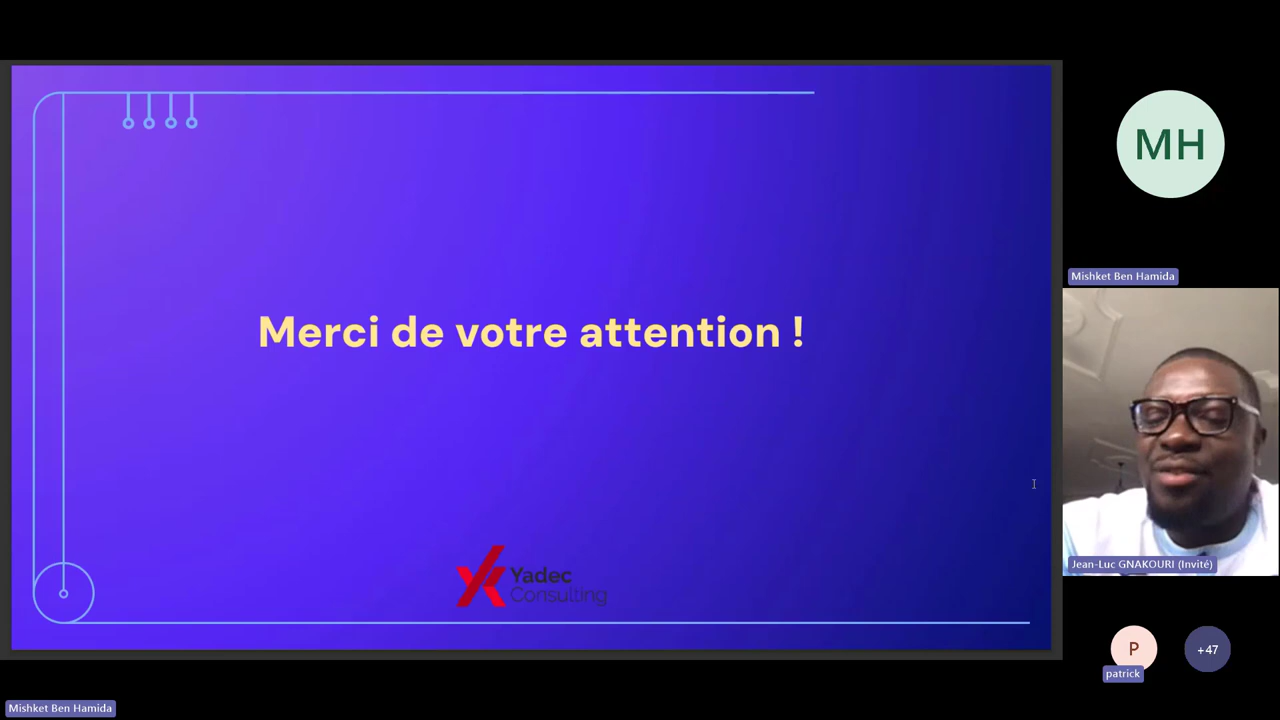 MH
Mishket Ben Hamida
Merci de votre attention !
Yadec
Consulting
Jean-Luc GNAKOURI (Invité)
P
patrick
+47
Mishket Ben Hamida